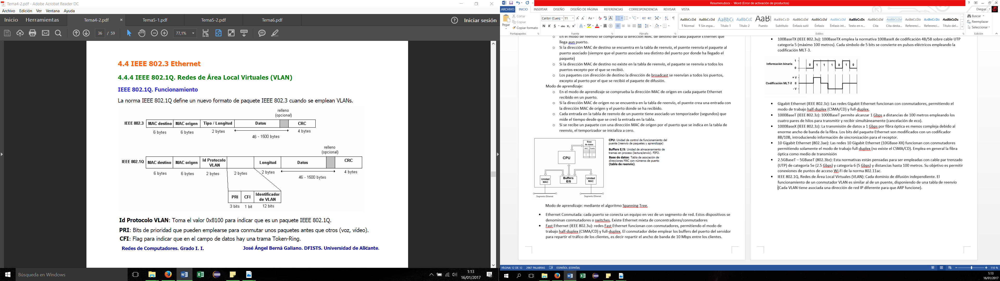 Tema4-2.pdf - Adobe Acrobat Reader DC
Archivo Edición Ver Ventana Ayuda
Inicio Herramientas Tema4-2.pdf × Tema5-1.pdf Tema5-2.pdf Tema6.pdf Iniciar sesión
36 / 59 77,1%
4.4 IEEE 802.3 Ethernet
4.4.4 IEEE 802.1Q. Redes de Área Local Virtuales (VLAN)
IEEE 802.1Q. Funcionamiento
La norma IEEE 802.1Q define un nuevo formato de paquete IEEE 802.3 cuando se emplean VLANs.
relleno
(opcional)
IEEE 802.3 MAC destino MAC origen Tipo / Longitud Datos CRC
6 bytes 6 bytes 2 bytes 4 bytes
46 - 1500 bytes
relleno
(opcional)
IEEE 802.1Q MAC destino MAC origen Id Protocolo VLAN Longitud Datos CRC
6 bytes 6 bytes 2 bytes 2 bytes 2 bytes 4 bytes
46 - 1500 bytes
PRI CFI Identificador de VLAN
3 bits 1 bit 12 bits
Id Protocolo VLAN: Toma el valor 0x8100 para indicar que es un paquete IEEE 802.1Q.
PRI: Bits de prioridad que pueden emplearse para conmutar unos paquetes antes que otros (voz, vídeo).
CFI: Flag para indicar que en el campo de datos hay una trama Token-Ring.
Redes de Computadores. Grado I. I. José Ángel Berná Galiano. DFISTS. Universidad de Alicante.
Búsqueda en Windows
1:13
16/01/2017
Resumen.docx - Word (Error de activación de productos)
ARCHIVO INICIO INSERTAR DISEÑO DISEÑO DE PÁGINA REFERENCIAS CORRESPONDENCIA REVISAR VISTA Diegus .
Pegar Cortar Copiar Copiar formato
Calibri (Cuerp 11
N K S abc x₂ x²
AaBbCcDd AaBbCcDd AaBbC AaBbCcE AaBl AaBbCcD AaBbCcDd AaBbCcDd AaBbCcDd AaBbCcDc AaBbCcDd AaBbCcDd AaBbCcDd AaBbCcDd AaBbCcDc
¶ Normal ¶ Sin espa... Título 1 Título 2 Puesto Subtítulo Énfasis sutil Énfasis Énfasis int... Texto en n... Cita Cita desta... Referenci... Referenci... Título del...
Buscar
Reemplazar
Seleccionar
Portapapeles Fuente Párrafo Estilos Edición
o En el modo de reenvío se comprueba la dirección MAC de destino de cada paquete Ethernet que
llega aun puerto.
o Si la dirección MAC de destino se encuentra en la tabla de reenvío, el puente reenvía el paquete al
puerto asociado (siempre que el puerto asociado sea distinto del puerto por donde ha llegado el
paquete)
o Si la dirección MAC de destino no existe en la tabla de reenvío, el paquete se reenvía a todos los
puertos excepto por el que se recibió.
o Los paquetes con dirección de destino la dirección de broadcast se reenvían a todos los puertos,
excepto al puerto por el que se recibió el paquete de difusión.
Modo de aprendizaje:
o En el modo de aprendizaje se comprueba la dirección MAC de origen en cada paquete Ethernet
recibido en un puerto.
o Si la dirección MAC de origen no se encuentra en la tabla de reenvío, el puente crea una entrada con
la dirección MAC de origen y el puerto donde se ha recibido.
o Cada entrada en la tabla de reenvío de un puente tiene asociado un temporizador (segundos) que
mide el tiempo desde que se creó la entrada en la tabla.
o Si se recibe un paquete con una dirección MAC de origen por el puerto que se indica en la tabla de
reenvío, el temporizador se inicializa a cero.
Base de datos
MAC Puerto
CPU
Unidad MAC
Buffers E/S
Unidad MAC
Segmento Ethernet Segmento Ethernet
CPU: Unidad de control de funcionamiento del
puente (reenvío de paquetes y aprendizaje)
Buffers E/S: Unidad de almacenamiento de
tramas en proceso (lectura/envío). FIFO.
Base de datos: Tabla de asociación de
direcciones MAC con números de puerto
(tabla de reenvío).
Modo de aprendizaje: mediante el algoritmo Spanning Tree.
• Ethernet Conmutada: cada puerto se conecta un equipo en vez de un segmento de red. Estos dispositivos se
denominan conmutadores o switches. Existe Ethernet mixta de concentradores/conmutadores
• Fast Ethernet (IEEE 802.3u): redes Fast Ethernet funcionan con conmutadores, permitiendo el modo de
trabajo half-duplex (CSMA/CD) y full-duplex. El conmutador debe emplear los buffers del puerto del servidor
para repartir el tráfico de los clientes, es decir repartir el ancho de banda de 10 Mbps entre los clientes.
• 100BaseTX (IEEE 802.3u): 100BaseTX emplea la normativa 100BaseX de codificación 4B/5B sobre cable UTP
categoría 5 (máximo 100 metros). Cada símbolo de 5 bits se convierte en pulsos eléctricos empleando la
codificación MLT-3.
Información binaria 1 0 0 1 1 1 0 1 0
Codificación MLT-3 + V 0 - V
• Gigabit Ethernet (IEEE 802.3z): Las redes Gigabit Ethernet funcionan con conmutadores, permitiendo el
modo de trabajo half-duplex (CSMA/CD) y full-duplex.
• 1000BaseT (IEEE 802.3z): 1000BaseT permite alcanzar 1 Gbps a distancias de 100 metros empleando los
cuatro pares de hilos para transmitir y recibir simultáneamente (cancelación de eco).
• 1000BaseX (IEEE 802.3z): La transmisión de datos a 1 Gbps por fibra óptica es menos compleja debido al
enorme ancho de banda de la fibra. Los bits del paquete Ethernet son modificados con un codificador
8B/10B, introduciendo información de sincronización para el receptor.
• 10 Gigabit Ethernet (802.3ae): Las redes 10 Gigabit Ethernet (10GBase-XX) funcionan con conmutadores
permitiendo solamente el modo de trabajo full-duplex (no existe el CSMA/CD). Emplea en general la fibra
óptica como medio de transmisión
• 2.5GBaseT – 5GBaseT (802.3bz): Esta normativas están pensadas para ser empleadas con cable par trenzado
(UTP) de categoría 5e (2.5 Gbps) y categoría 6 (5 Gbps) y distancias hasta 100 metros. Su objetivo es permitir
conexiones de puntos de acceso Wi-Fi de la norma 802.11ac.
• IEEE 802.1Q. Redes de Área Local Virtuales (VLAN): Cada dominio de difusión independiente. El
funcionamiento de un conmutador VLAN es similar al de un puente, disponiendo de una tabla de reenvío
(Cada VLAN tiene asociada una dirección de red IP diferente para que ARP funcione).
PÁGINA 12 DE 12 2967 PALABRAS ESPAÑOL (ESPAÑA) 110 %
1:13
16/01/2017